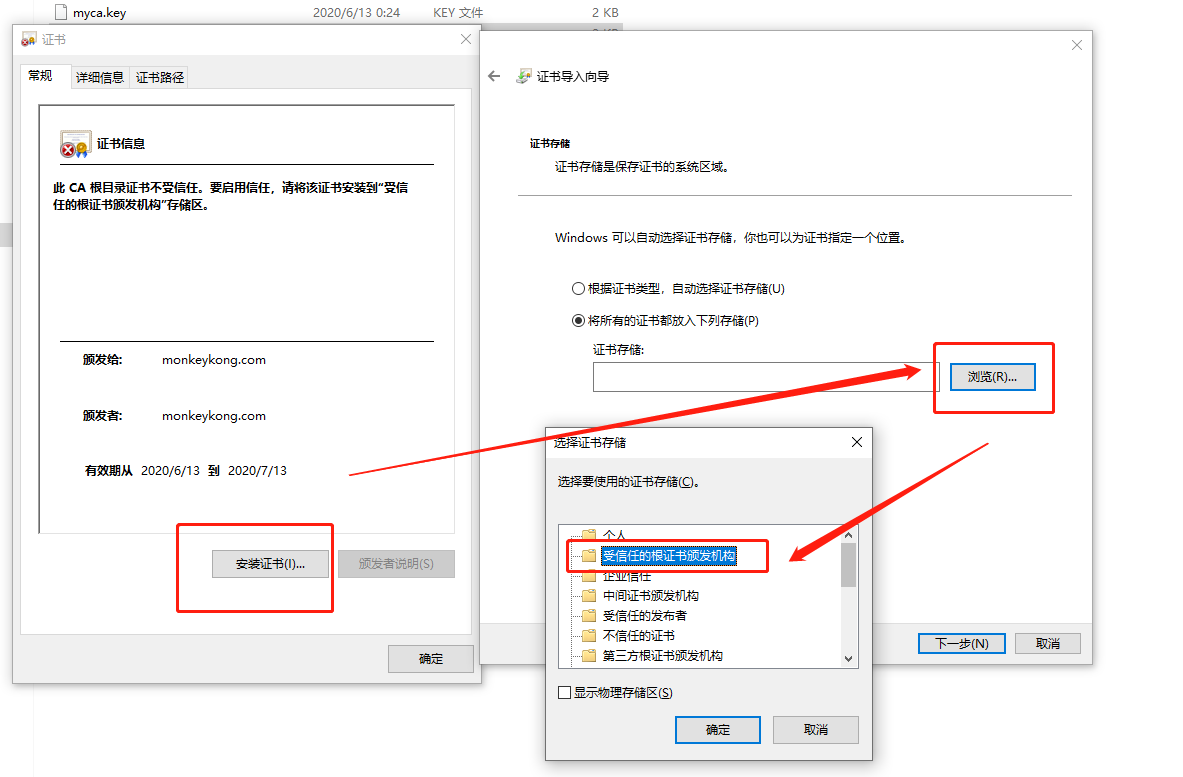 myca.key 2020/6/13 0:24 KEY 文件 2 KB
证书
常规 详细信息 证书路径
证书信息
此 CA 根目录证书不受信任。要启用信任，请将该证书安装到"受信
任的根证书颁发机构"存储区。
颁发给: monkeykong.com
颁发者: monkeykong.com
有效期从 2020/6/13 到 2020/7/13
安装证书(I)... 颁发者说明(S)
确定
证书导入向导
证书存储
证书存储是保存证书的系统区域。
Windows 可以自动选择证书存储，你也可以为证书指定一个位置。
根据证书类型，自动选择证书存储(U)
将所有的证书都放入下列存储(P)
证书存储:
浏览(R)...
下一步(N) 取消
选择证书存储
选择要使用的证书存储(C)。
个人
受信任的根证书颁发机构
企业信任
中间证书颁发机构
受信任的发布者
不信任的证书
第三方根证书颁发机构
显示物理存储区(S)
确定 取消